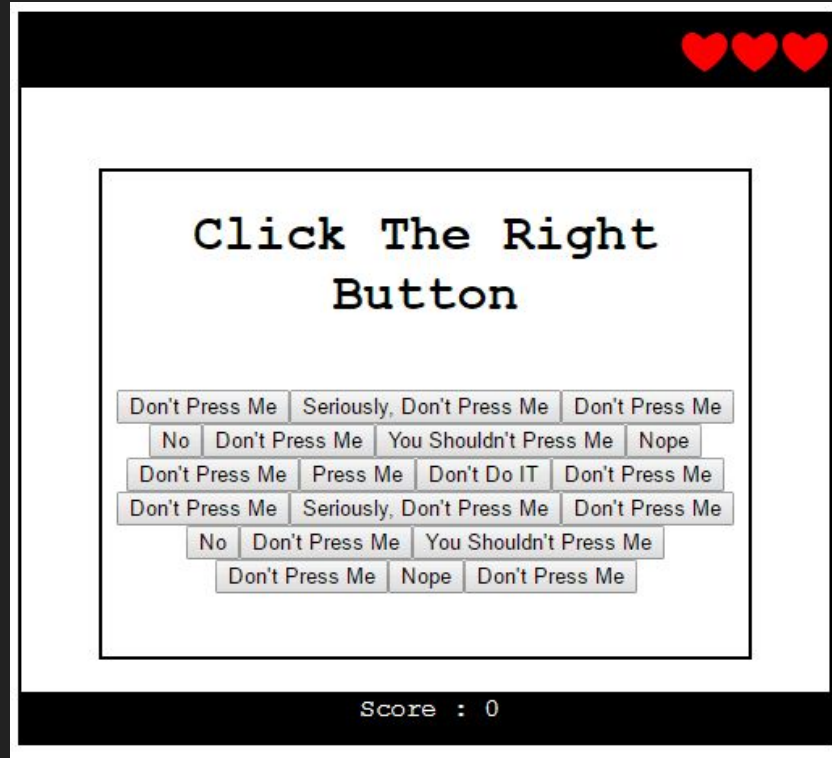 Click The Right
Button
Don't Press Me Seriously, Don't Press Me Don't Press Me
No Don't Press Me You Shouldn't Press Me Nope
Don't Press Me Press Me Don't Do IT Don't Press Me
Don't Press Me Seriously, Don't Press Me Don't Press Me
No Don't Press Me You Shouldn't Press Me
Don't Press Me Nope Don't Press Me
Score : 0